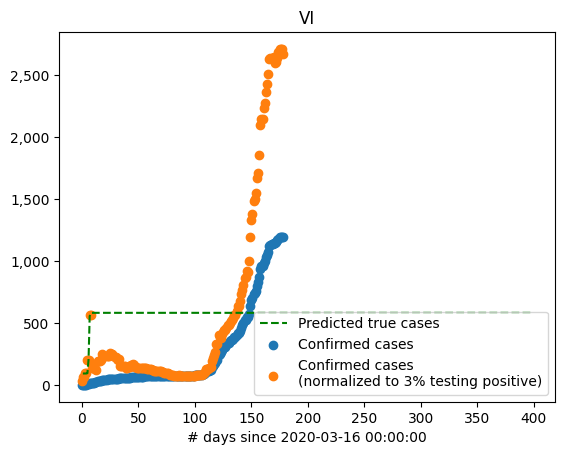 VI
2,500
2,000
1,500
1,000
500
0
Predicted true cases
Confirmed cases
Confirmed cases
(normalized to 3% testing positive)
0 50 100 150 200 250 300 350 400
# days since 2020-03-16 00:00:00